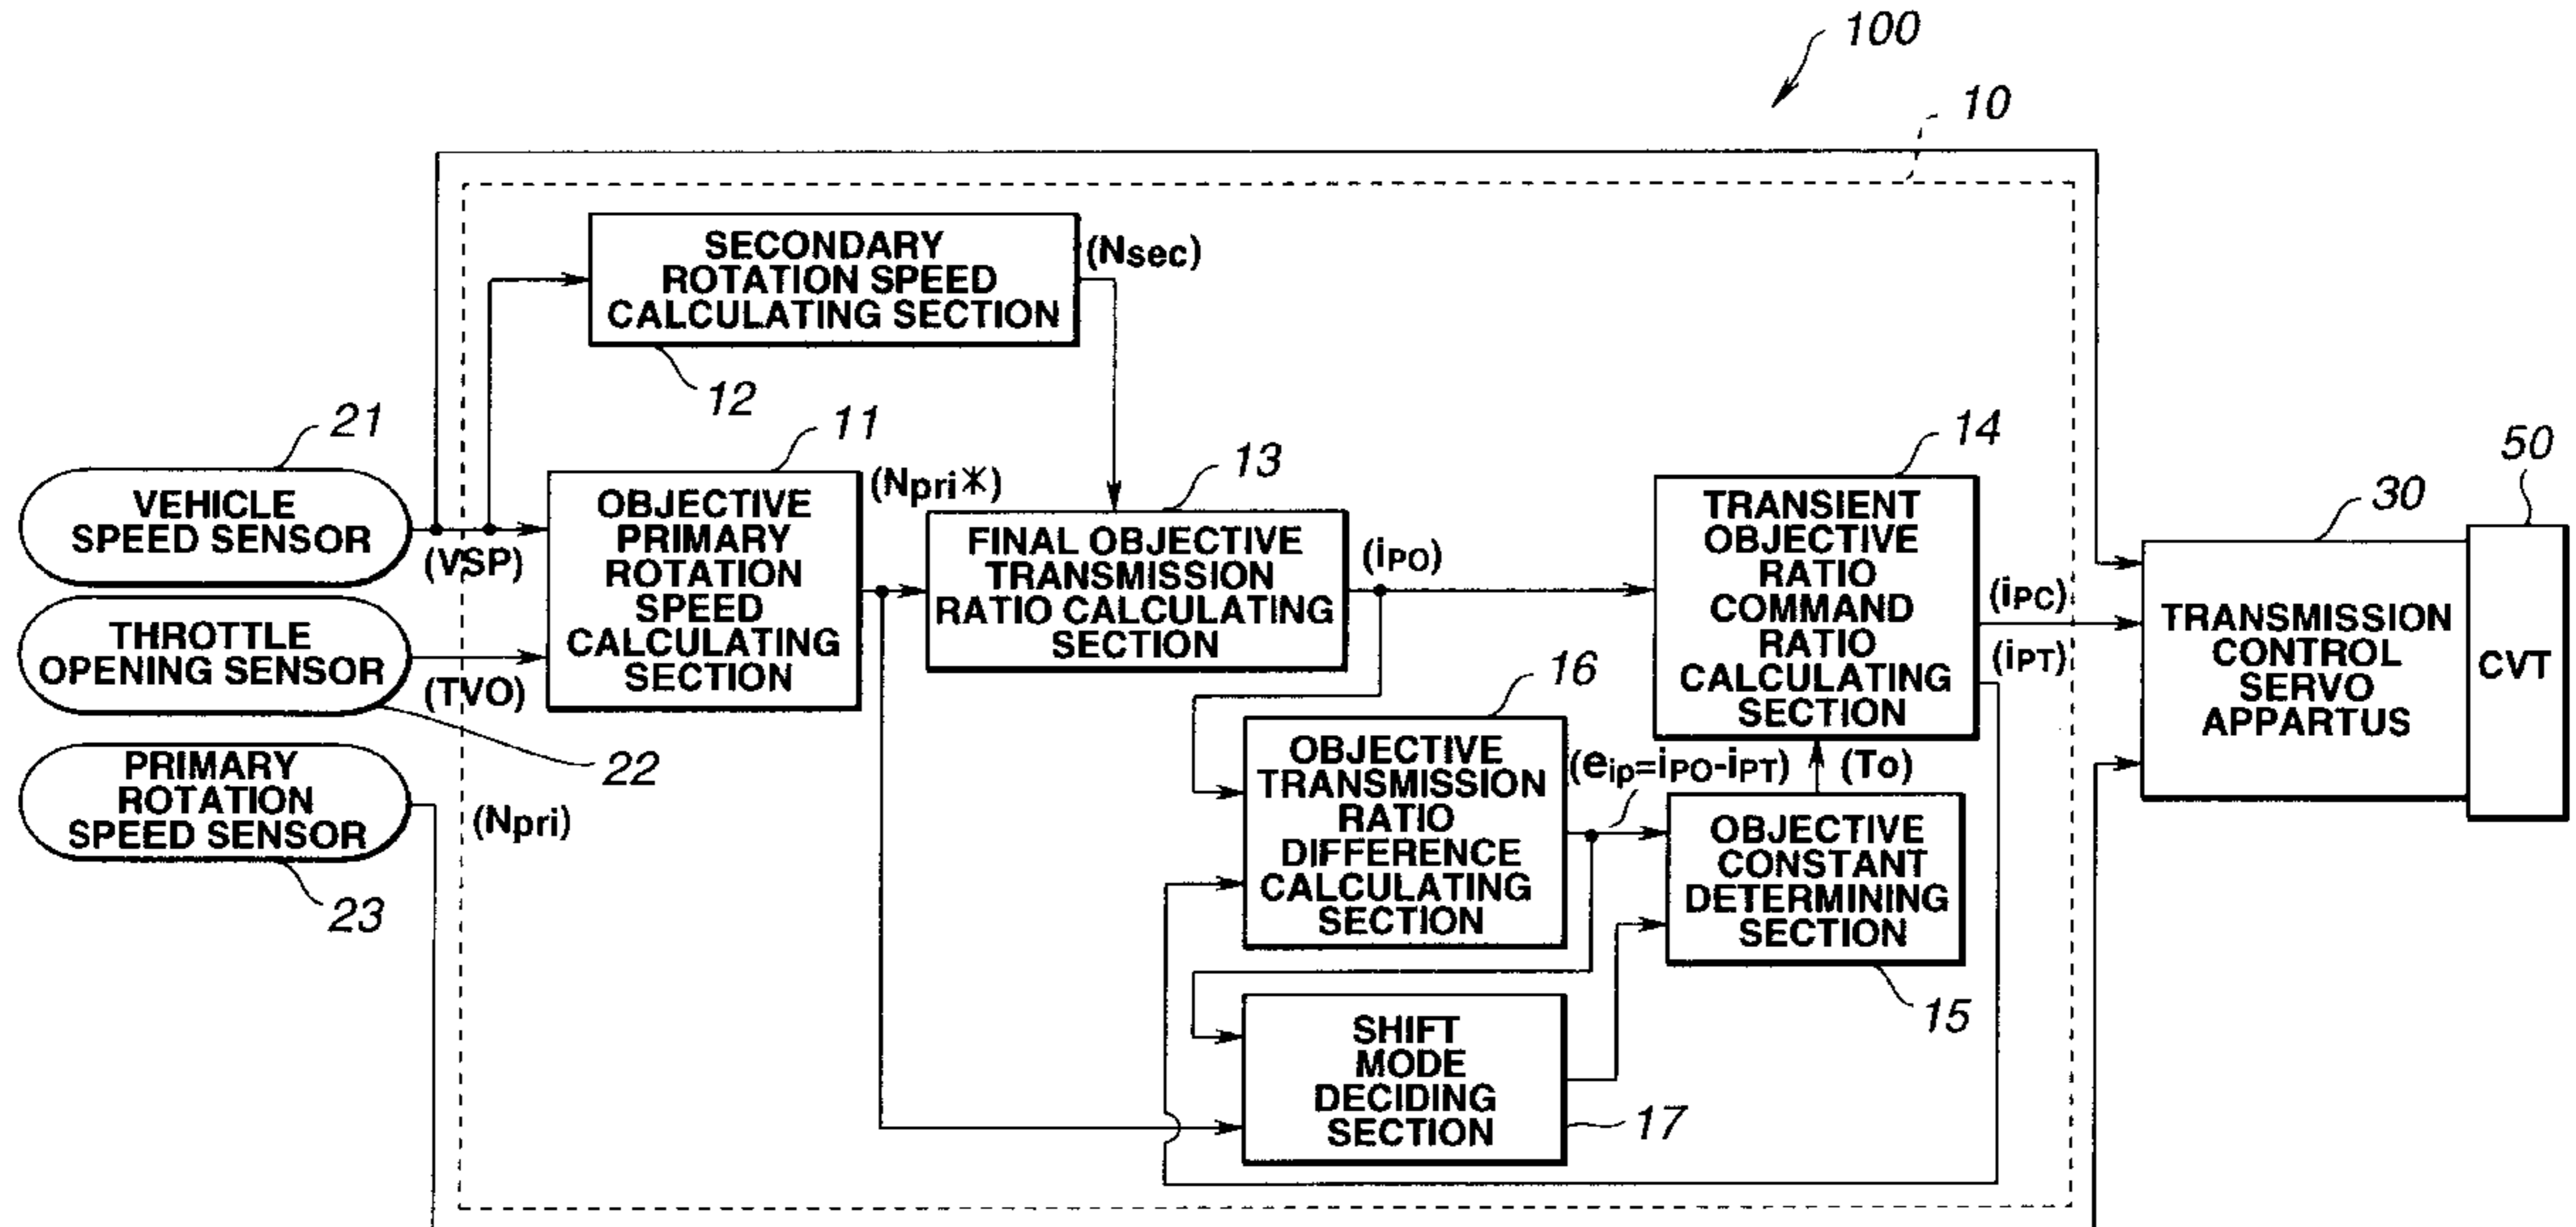 100
10
SECONDARY
ROTATION SPEED
CALCULATING SECTION
(Nsec)
12
21
VEHICLE
SPEED SENSOR
(VSP)
11
OBJECTIVE
PRIMARY
ROTATION
SPEED
CALCULATING
SECTION
(Npri*)
13
FINAL OBJECTIVE
TRANSMISSION
RATIO CALCULATING
SECTION
(iPO)
14
TRANSIENT
OBJECTIVE
RATIO
COMMAND
RATIO
CALCULATING
SECTION
(iPC)
(iPT)
30
TRANSMISSION
CONTROL
SERVO
APPARTUS
50
CVT
THROTTLE
OPENING SENSOR
(TVO)
22
PRIMARY
ROTATION
SPEED SENSOR
(Npri)
23
16
OBJECTIVE
TRANSMISSION
RATIO
DIFFERENCE
CALCULATING
SECTION
(eip=iPO-iPT)
(To)
OBJECTIVE
CONSTANT
DETERMINING
SECTION
15
SHIFT
MODE
DECIDING
SECTION
17